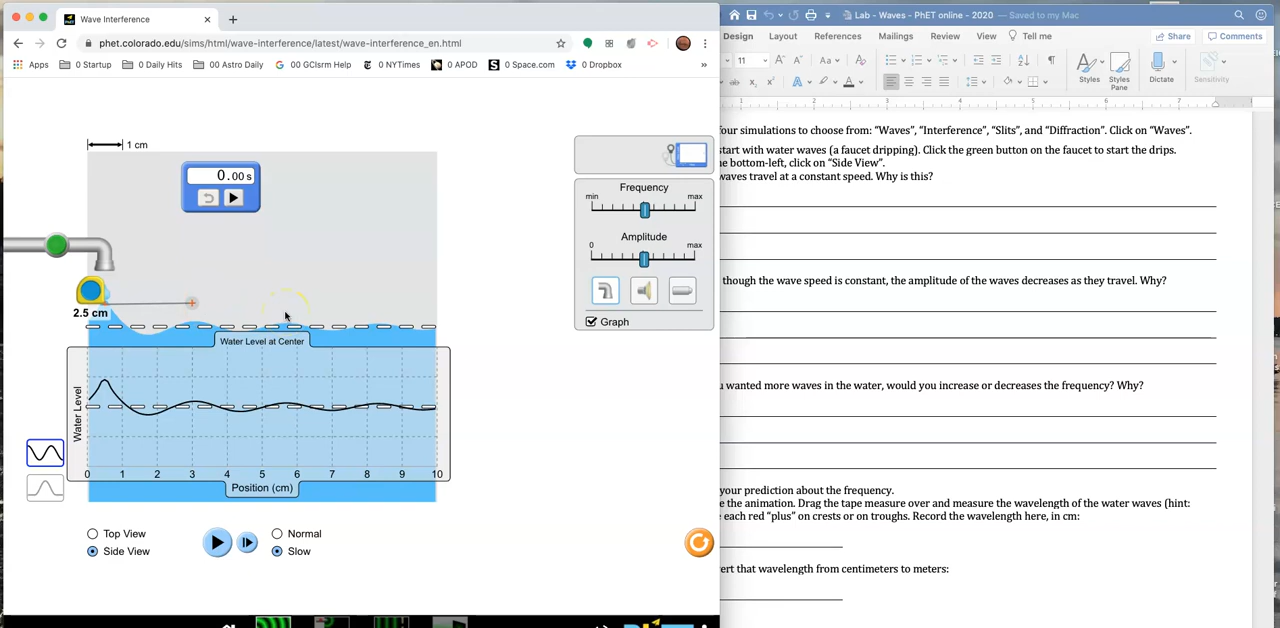 Wave Interference
phet.colorado.edu/sims/html/wave-interference/latest/wave-interference_en.html
Apps 0 Startup 0 Daily Hits 0 Astro Daily 00 GClsrm Help 0 NYTimes 0 APOD 0 Space.com 0 Dropbox »
1 cm
0.00 s
2.5 cm
Water Level at Center
Water Level
0 1 2 3 4 5 6 7 8 9 10
Position (cm)
Top View
Side View
Normal
Slow
Frequency
min max
Amplitude
0 max
Graph
Lab - Waves - PhET online - 2020 — Saved to my Mac
Design Layout References Mailings Review View Tell me Share Comments
11 Aa
Styles Styles Pane Dictate Sensitivity
1 2 3 4 5 6 7
four simulations to choose from: “Waves”, “Interference”, “Slits”, and “Diffraction”. Click on “Waves”.
start with water waves (a faucet dripping). Click the green button on the faucet to start the drips.
e bottom-left, click on “Side View”.
waves travel at a constant speed. Why is this?
though the wave speed is constant, the amplitude of the waves decreases as they travel. Why?
wanted more waves in the water, would you increase or decreases the frequency? Why?
your prediction about the frequency.
e the animation. Drag the tape measure over and measure the wavelength of the water waves (hint:
each red “plus” on crests or on troughs. Record the wavelength here, in cm:
ert that wavelength from centimeters to meters: